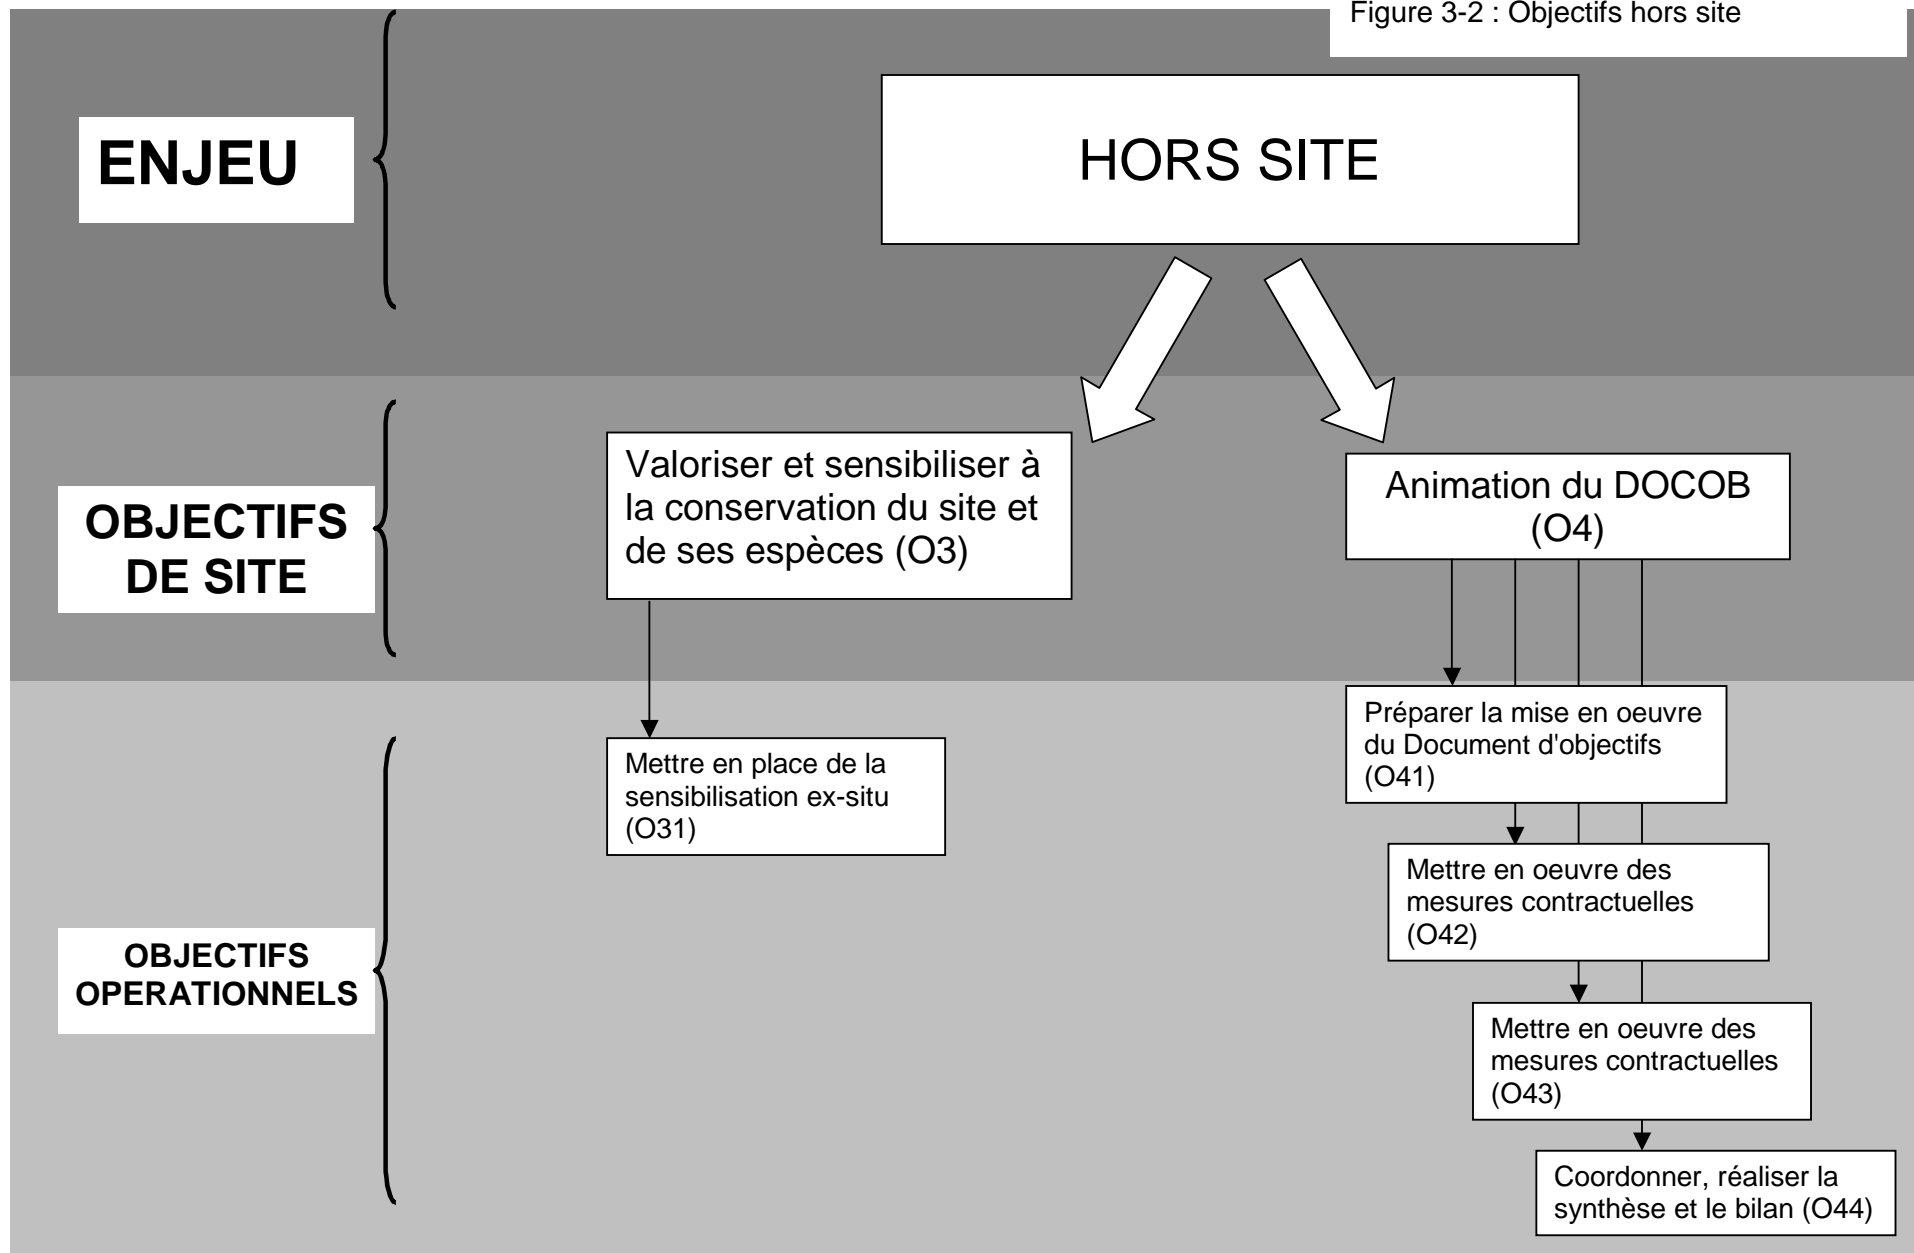 Figure 3-2 : Objectifs hors site
ENJEU
HORS SITE
OBJECTIFS
DE SITE
Valoriser et sensibiliser à
la conservation du site et
de ses espèces (O3)
Animation du DOCOB
(O4)
OBJECTIFS
OPERATIONNELS
Mettre en place de la
sensibilisation ex-situ
(O31)
Préparer la mise en oeuvre
du Document d'objectifs
(O41)
Mettre en oeuvre des
mesures contractuelles
(O42)
Mettre en oeuvre des
mesures contractuelles
(O43)
Coordonner, réaliser la
synthèse et le bilan (O44)